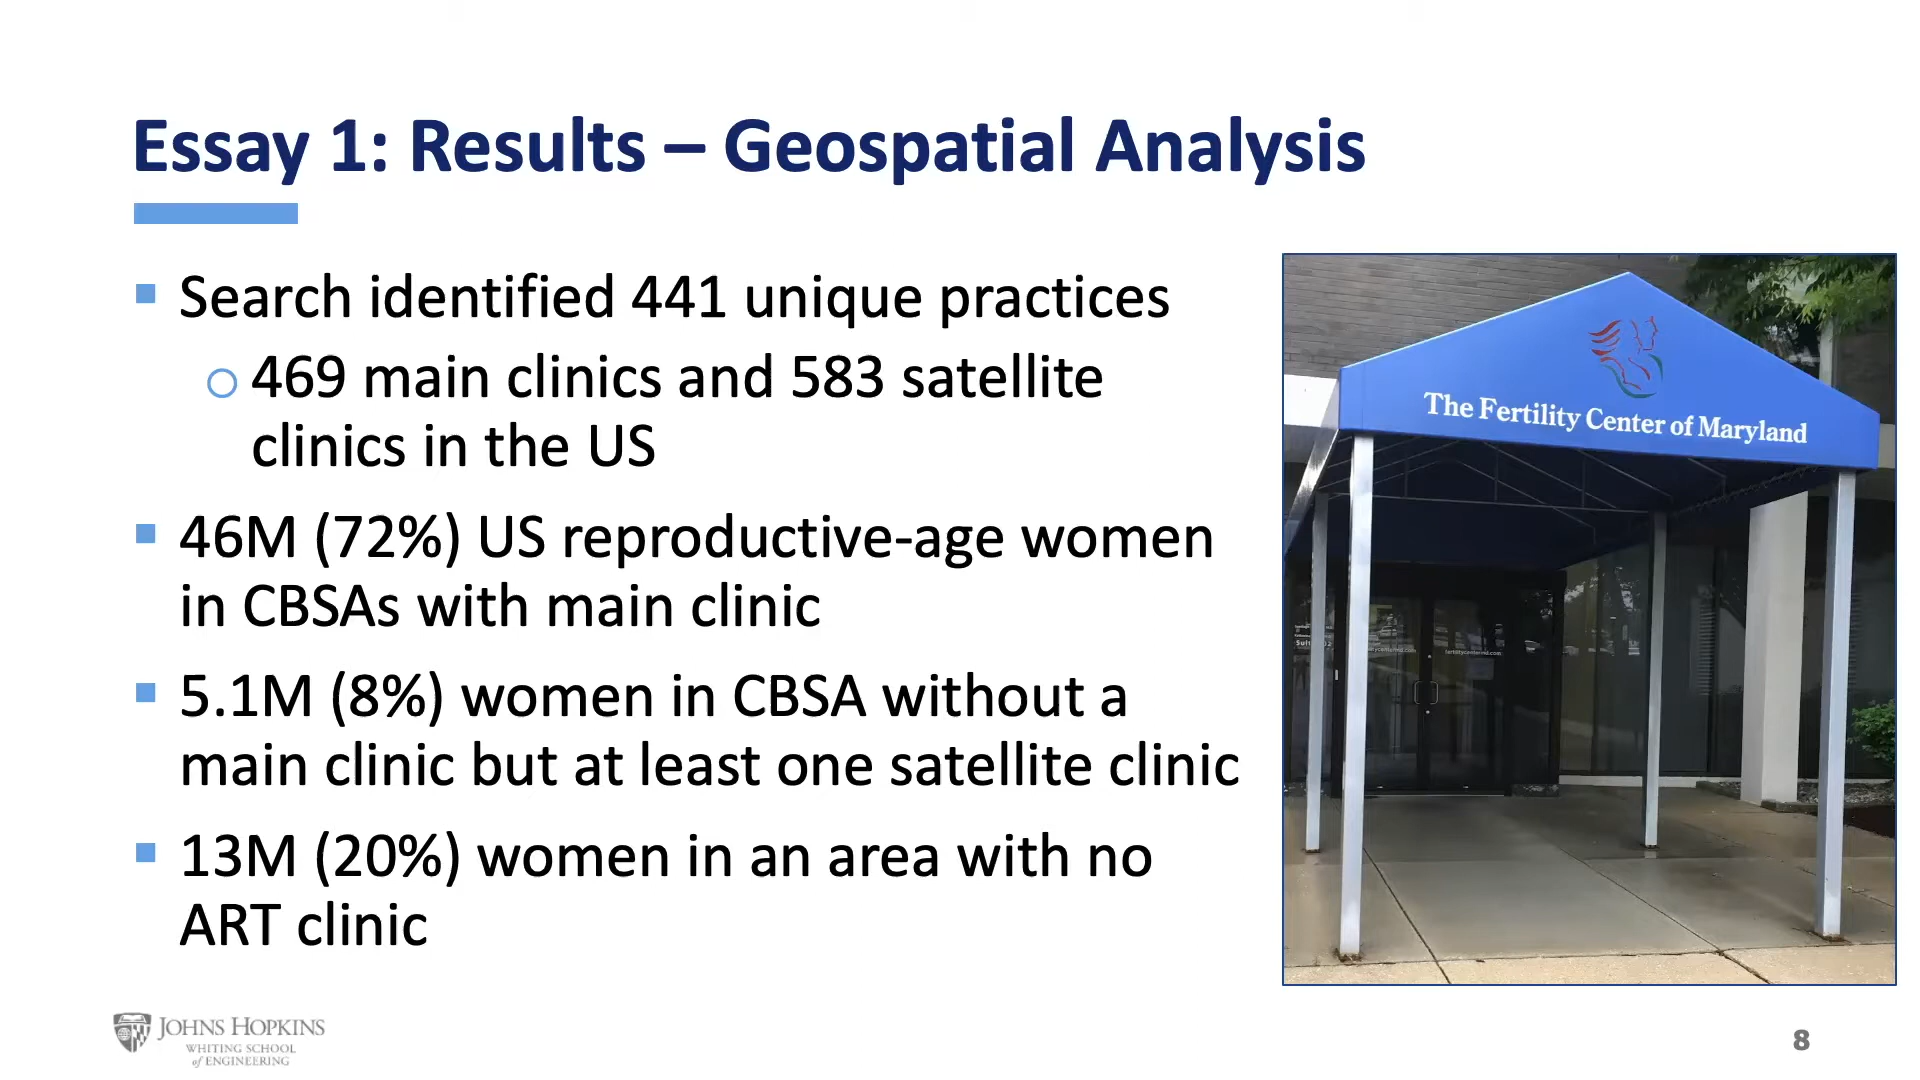 Essay 1: Results – Geospatial Analysis
Search identified 441 unique practices
469 main clinics and 583 satellite
clinics in the US
46M (72%) US reproductive-age women
in CBSAs with main clinic
5.1M (8%) women in CBSA without a
main clinic but at least one satellite clinic
13M (20%) women in an area with no
ART clinic
The Fertility Center of Maryland
JOHNS HOPKINS
WHITING SCHOOL
of ENGINEERING
8